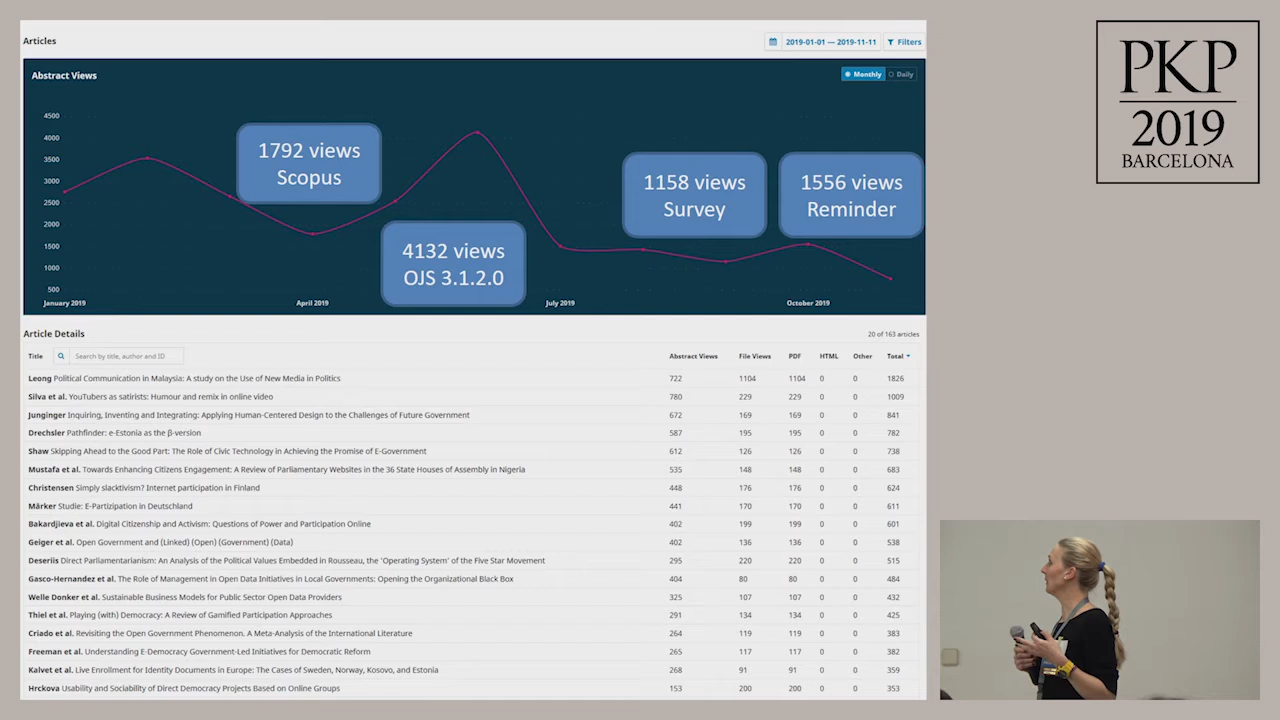 Articles
2019-01-01 — 2019-11-11
Filters
Abstract Views
Monthly
Daily
4500
4000
3500
3000
2500
2000
1500
1000
500
January 2019
April 2019
July 2019
October 2019
1792 views
Scopus
4132 views
OJS 3.1.2.0
1158 views
Survey
1556 views
Reminder
Article Details
20 of 163 articles
Title Search by title, author and ID Abstract Views File Views PDF HTML Other Total
Leong Political Communication in Malaysia: A study on the Use of New Media in Politics 722 1104 1104 0 0 1826
Silva et al. YouTubers as satirists: Humour and remix in online video 780 229 229 0 0 1009
Junginger Inquiring, Inventing and Integrating: Applying Human-Centered Design to the Challenges of Future Government 672 169 169 0 0 841
Drechsler Pathfinder: e-Estonia as the β-version 587 195 195 0 0 782
Shaw Skipping Ahead to the Good Part: The Role of Civic Technology in Achieving the Promise of E-Government 612 126 126 0 0 738
Mustafa et al. Towards Enhancing Citizens Engagement: A Review of Parliamentary Websites in the 36 State Houses of Assembly in Nigeria 535 148 148 0 0 683
Christensen Simply slacktivism? Internet participation in Finland 448 176 176 0 0 624
Märker Studie: E-Partizipation in Deutschland 441 170 170 0 0 611
Bakardjieva et al. Digital Citizenship and Activism: Questions of Power and Participation Online 402 199 199 0 0 601
Geiger et al. Open Government and (Linked) (Open) (Government) (Data) 402 136 136 0 0 538
Deseriis Direct Parliamentarianism: An Analysis of the Political Values Embedded in Rousseau, the 'Operating System' of the Five Star Movement 295 220 220 0 0 515
Gasco-Hernandez et al. The Role of Management in Open Data Initiatives in Local Governments: Opening the Organizational Black Box 404 80 80 0 0 484
Welle Donker et al. Sustainable Business Models for Public Sector Open Data Providers 325 107 107 0 0 432
Thiel et al. Playing (with) Democracy: A Review of Gamified Participation Approaches 291 134 134 0 0 425
Criado et al. Revisiting the Open Government Phenomenon. A Meta-Analysis of the International Literature 264 119 119 0 0 383
Freeman et al. Understanding E-Democracy Government-Led Initiatives for Democratic Reform 265 117 117 0 0 382
Kalvet et al. Live Enrollment for Identity Documents in Europe: The Cases of Sweden, Norway, Kosovo, and Estonia 268 91 91 0 0 359
Hrckova Usability and Sociability of Direct Democracy Projects Based on Online Groups 153 200 200 0 0 353
PKP
2019
BARCELONA